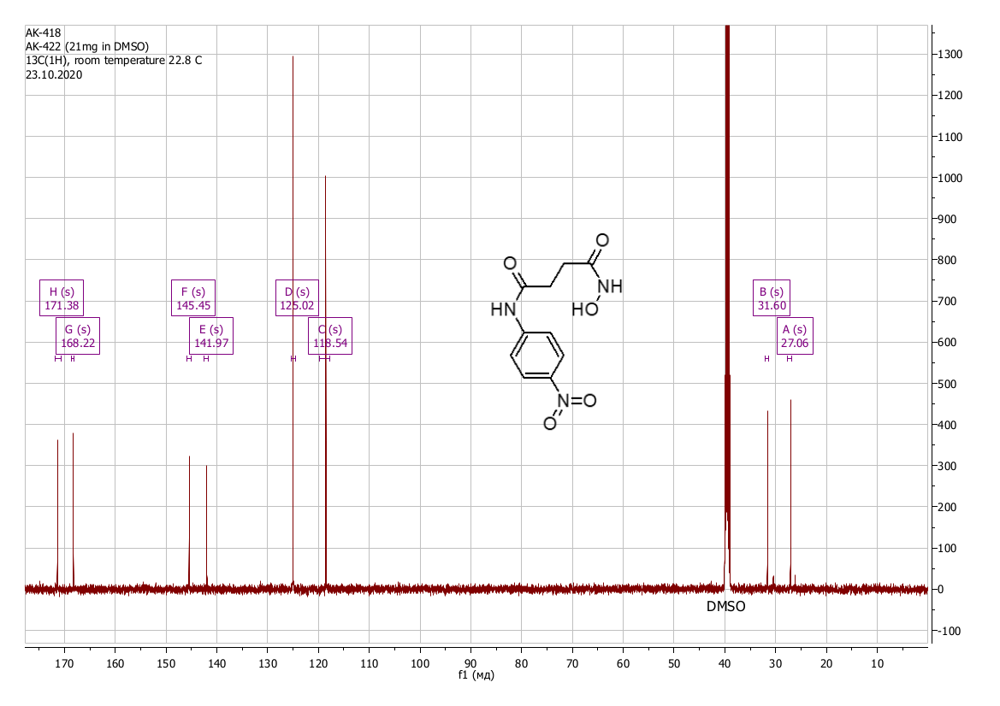 AK-418
AK-422 (21mg in DMSO)
13C(1H), room temperature 22.8 C
23.10.2020
1300
1200
1100
1000
900
800
700
600
500
400
300
200
100
0
-100
H (s)
171.38
G (s)
168.22
F (s)
145.45
E (s)
141.97
D (s)
125.02
C (s)
118.54
B (s)
31.60
A (s)
27.06
O
O
NH
HO
HN
N
O
O
DMSO
170 160 150 140 130 120 110 100 90 80 70 60 50 40 30 20 10
f1 (мд)